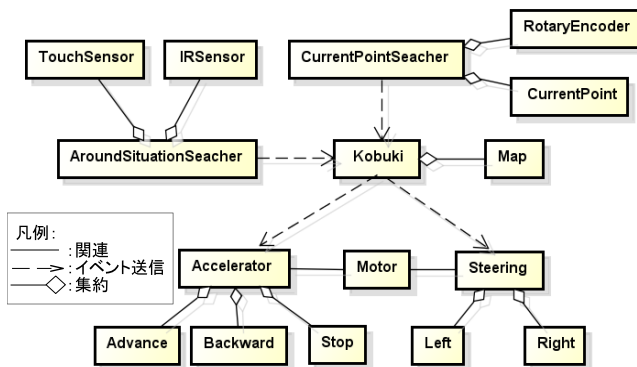 RotaryEncoder
TouchSensor
IRSensor
CurrentPointSeacher
CurrentPoint
AroundSituationSeacher
Kobuki
Map
凡例:
:関連
:イベント送信
:集約
Accelerator
Motor
Steering
Advance
Backward
Stop
Left
Right